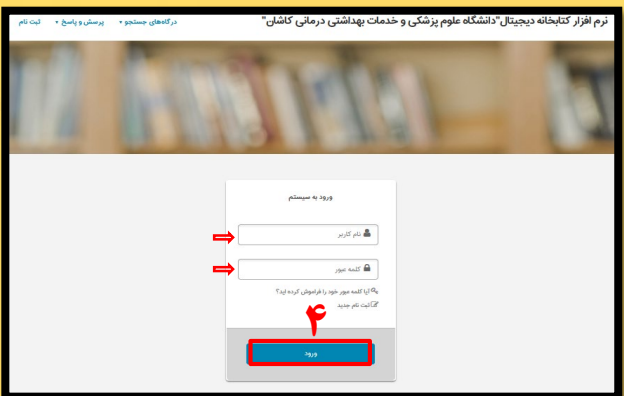 نرم افزار کتابخانه دیجیتال"دانشگاه علوم پزشکی و خدمات بهداشتی درمانی کاشان"
درگاه‌های جستجو
پرسش و پاسخ
ثبت نام
ورود به سیستم
نام کاربر
کلمه عبور
آیا کلمه عبور خود را فراموش کرده اید؟
ثبت نام جدید
۴
ورود